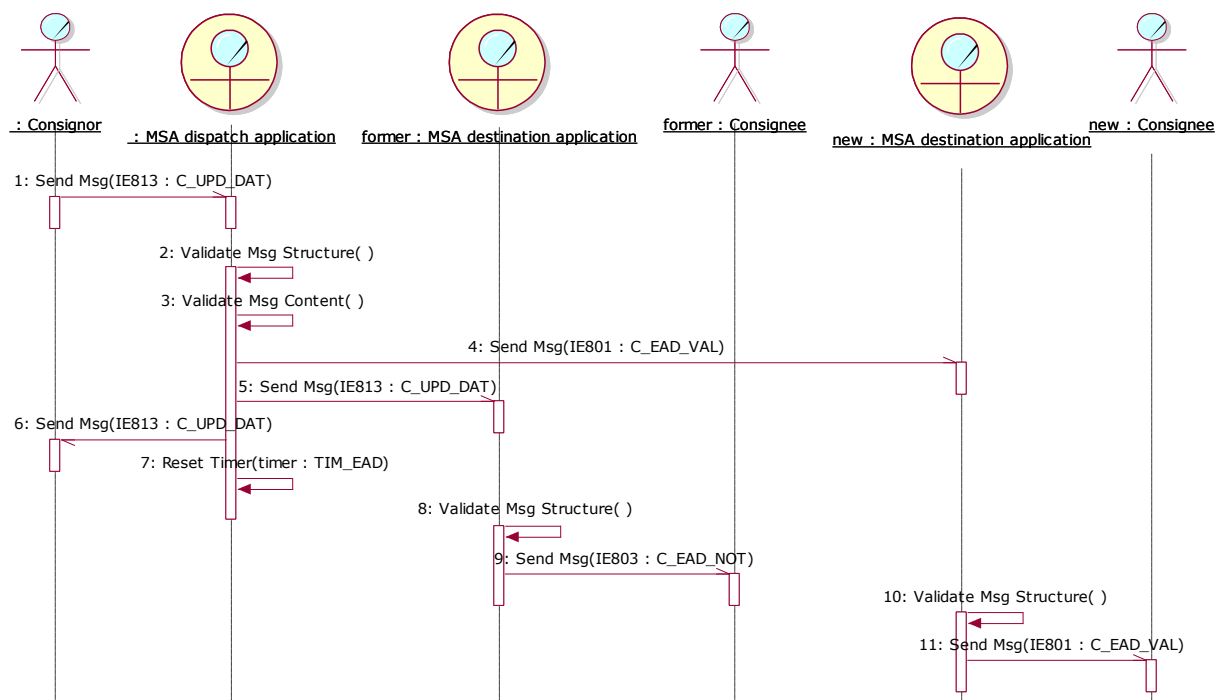 : Consignor
: MSA dispatch application
former : MSA destination application
former : Consignee
new : MSA destination application
new : Consignee
1: Send Msg(IE813 : C_UPD_DAT)
2: Validate Msg Structure( )
3: Validate Msg Content( )
4: Send Msg(IE801 : C_EAD_VAL)
5: Send Msg(IE813 : C_UPD_DAT)
6: Send Msg(IE813 : C_UPD_DAT)
7: Reset Timer(timer : TIM_EAD)
8: Validate Msg Structure( )
9: Send Msg(IE803 : C_EAD_NOT)
10: Validate Msg Structure( )
11: Send Msg(IE801 : C_EAD_VAL)